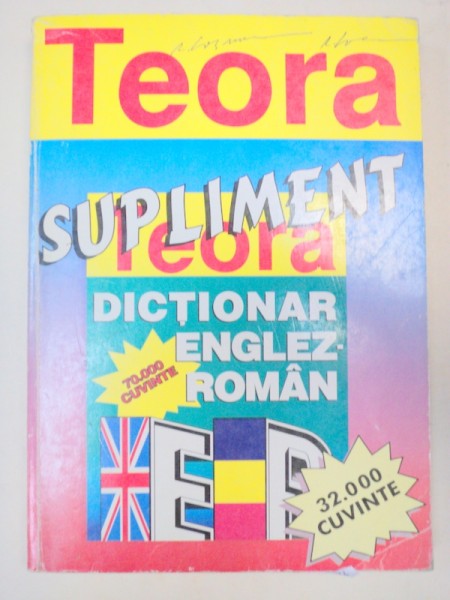 Teora
SUPLIMENT
Teora
DICȚIONAR
ENGLEZ-
ROMÂN
70.000
CUVINTE
E R
32.000
CUVINTE